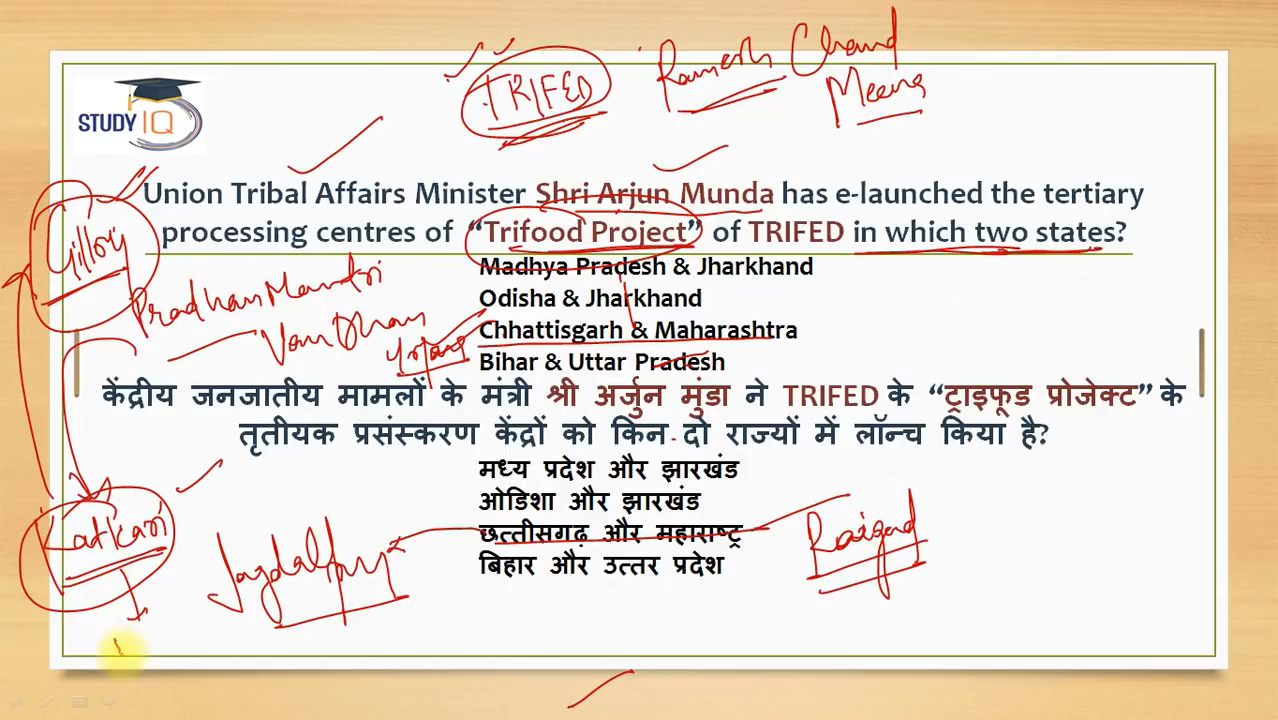 TRIFED
Ramesh Chand
Meena
STUDY IQ
Union Tribal Affairs Minister Shri Arjun Munda has e-launched the tertiary
processing centres of “Trifood Project” of TRIFED in which two states?
Gilloy
Madhya Pradesh & Jharkhand
Pradhan Mantri
Odisha & Jharkhand
Van Dhan
Chhattisgarh & Maharashtra
Yojana
Bihar & Uttar Pradesh
केंद्रीय जनजातीय मामलों के मंत्री श्री अर्जुन मुंडा ने TRIFED के “ट्राइफूड प्रोजेक्ट” के
तृतीयक प्रसंस्करण केंद्रों को किन दो राज्यों में लॉन्च किया है?
मध्य प्रदेश और झारखंड
ओडिशा और झारखंड
छत्तीसगढ़ और महाराष्ट्र
Katkari
Raigad
बिहार और उत्तर प्रदेश
Jagdalpur